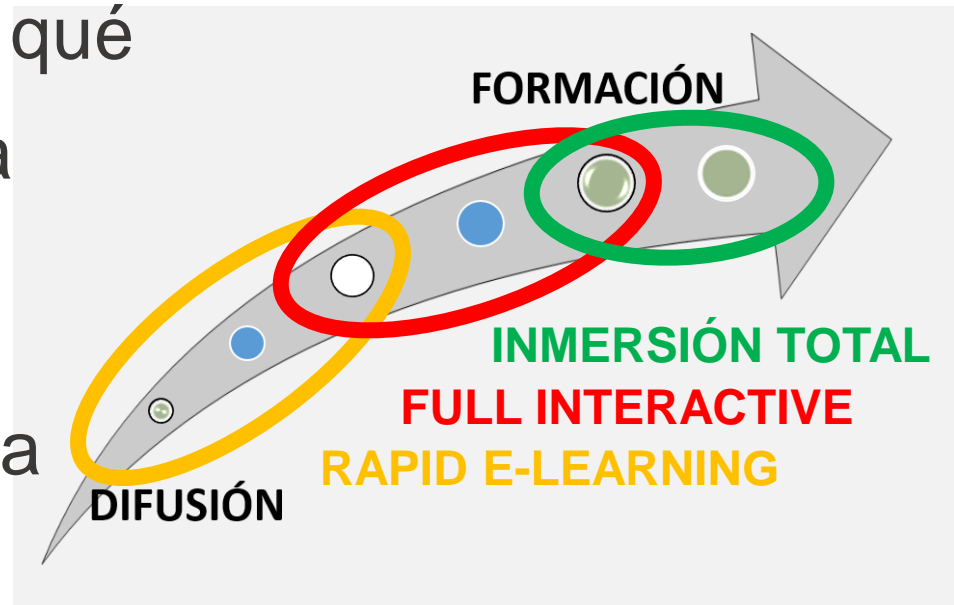 qué
FORMACIÓN
a
INMERSIÓN TOTAL
FULL INTERACTIVE
a
RAPID E-LEARNING
DIFUSIÓN